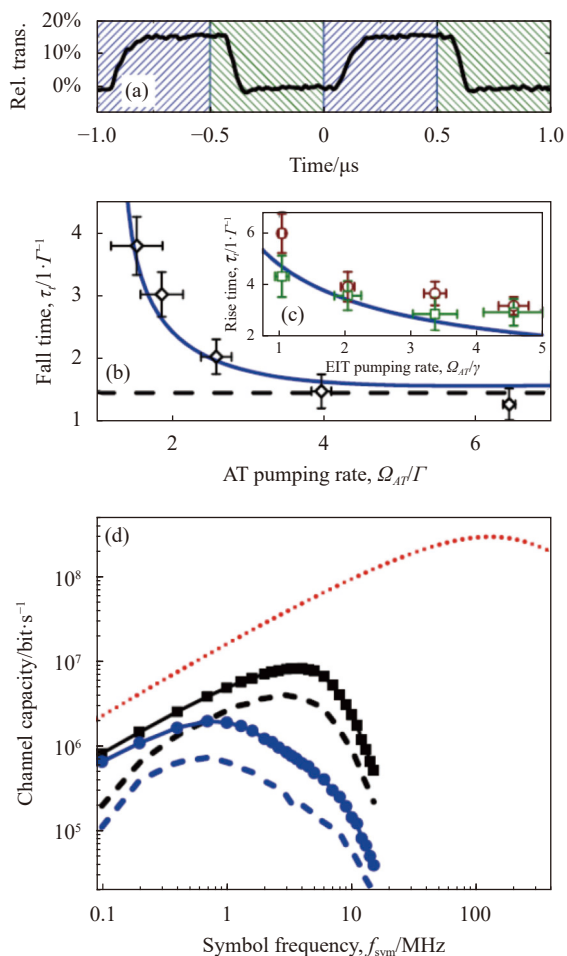 20%
10%
0%
Rel. trans.
(a)
−1.0 −0.5 0 0.5 1.0
Time/μs
4
3
2
1
Fall time, τ_f/1·Γ⁻¹
(b)
2 4 6
AT pumping rate, Ω_AT/Γ
6
4
2
Rise time, τ_r/1·Γ⁻¹
(c)
1 2 3 4 5
EIT pumping rate, Ω_AT/γ
(d)
10⁸
10⁷
10⁶
10⁵
Channel capacity/bit·s⁻¹
0.1 1 10 100
Symbol frequency, f_sym/MHz